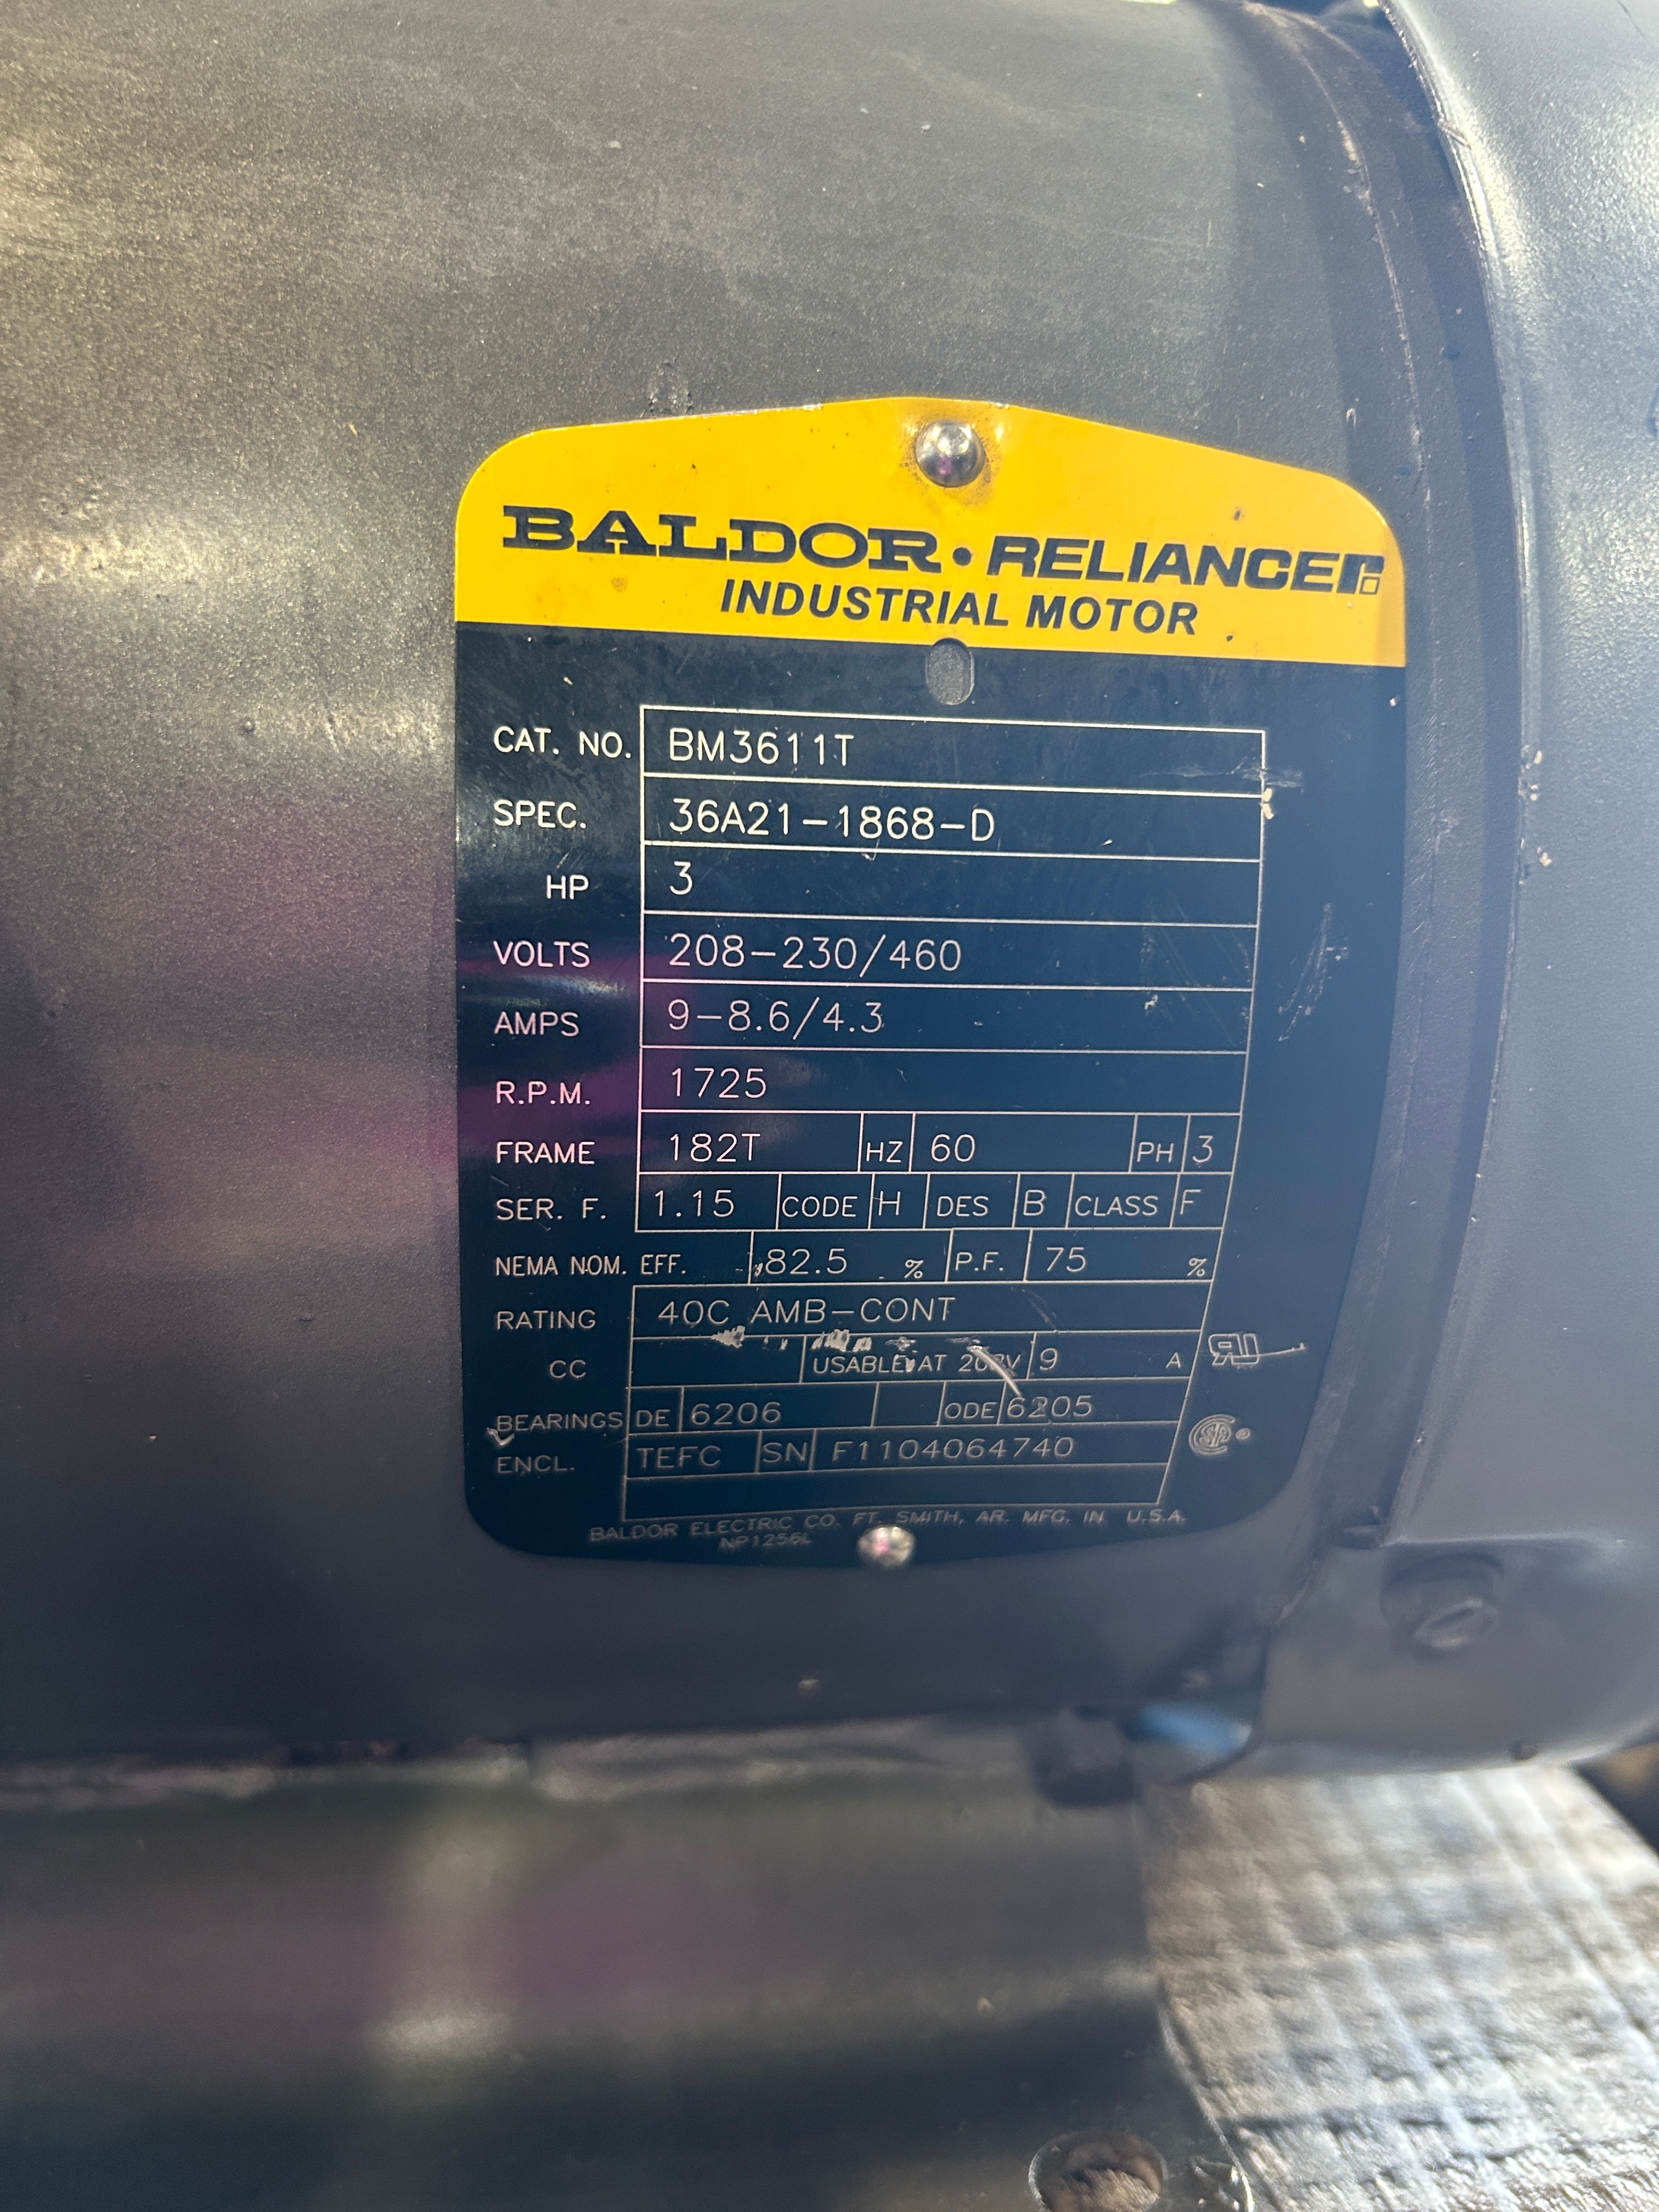 BALDOR • RELIANCER
INDUSTRIAL MOTOR
CAT. NO. BM3611T
SPEC. 36A21-1868-D
HP 3
VOLTS 208-230/460
AMPS 9-8.6/4.3
R.P.M. 1725
FRAME 182T HZ 60 PH 3
SER. F. 1.15 CODE H DES B CLASS F
NEMA NOM. EFF. 82.5 % P.F. 75 %
RATING 40C AMB-CONT
CC USABLE AT 208V 9 A
BEARINGS DE 6206 ODE 6205
ENCL. TEFC SN F1104064740
BALDOR ELECTRIC CO. FT. SMITH, AR. MFG. IN U.S.A.
NP1256L